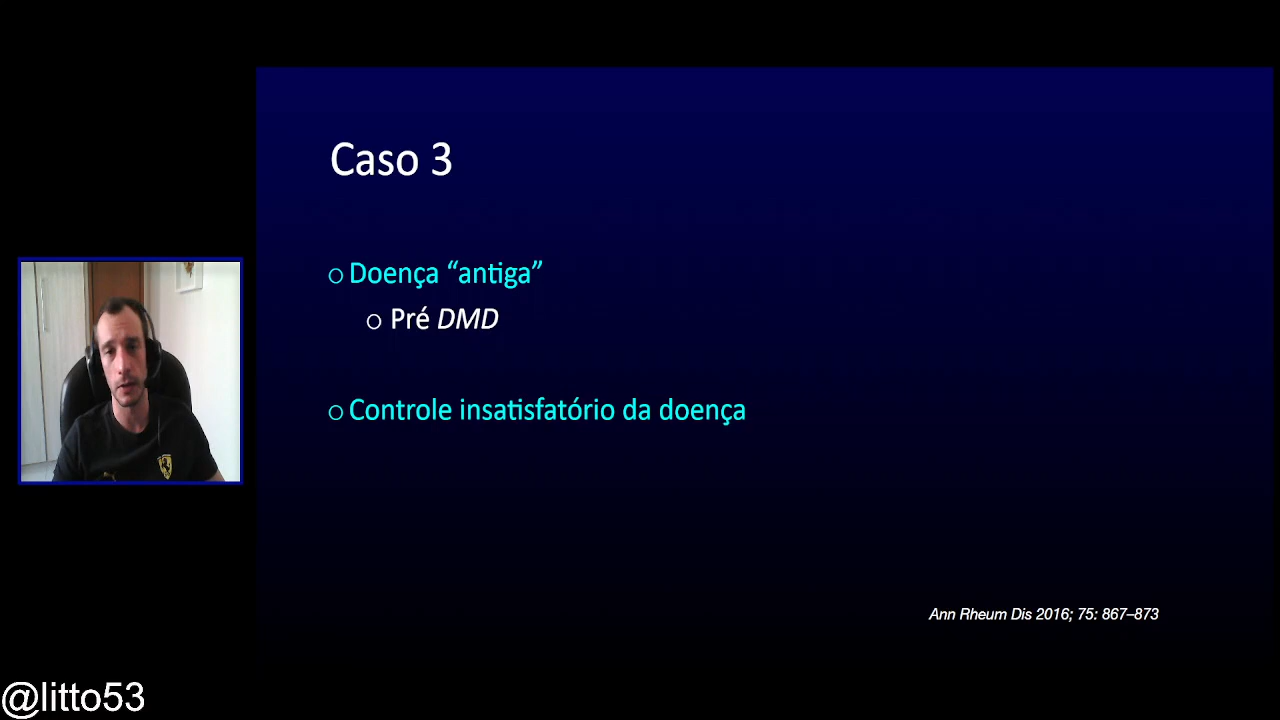 Caso 3
Doença “antiga”
Pré DMD
Controle insatisfatório da doença
Ann Rheum Dis 2016; 75: 867–873
@litto53